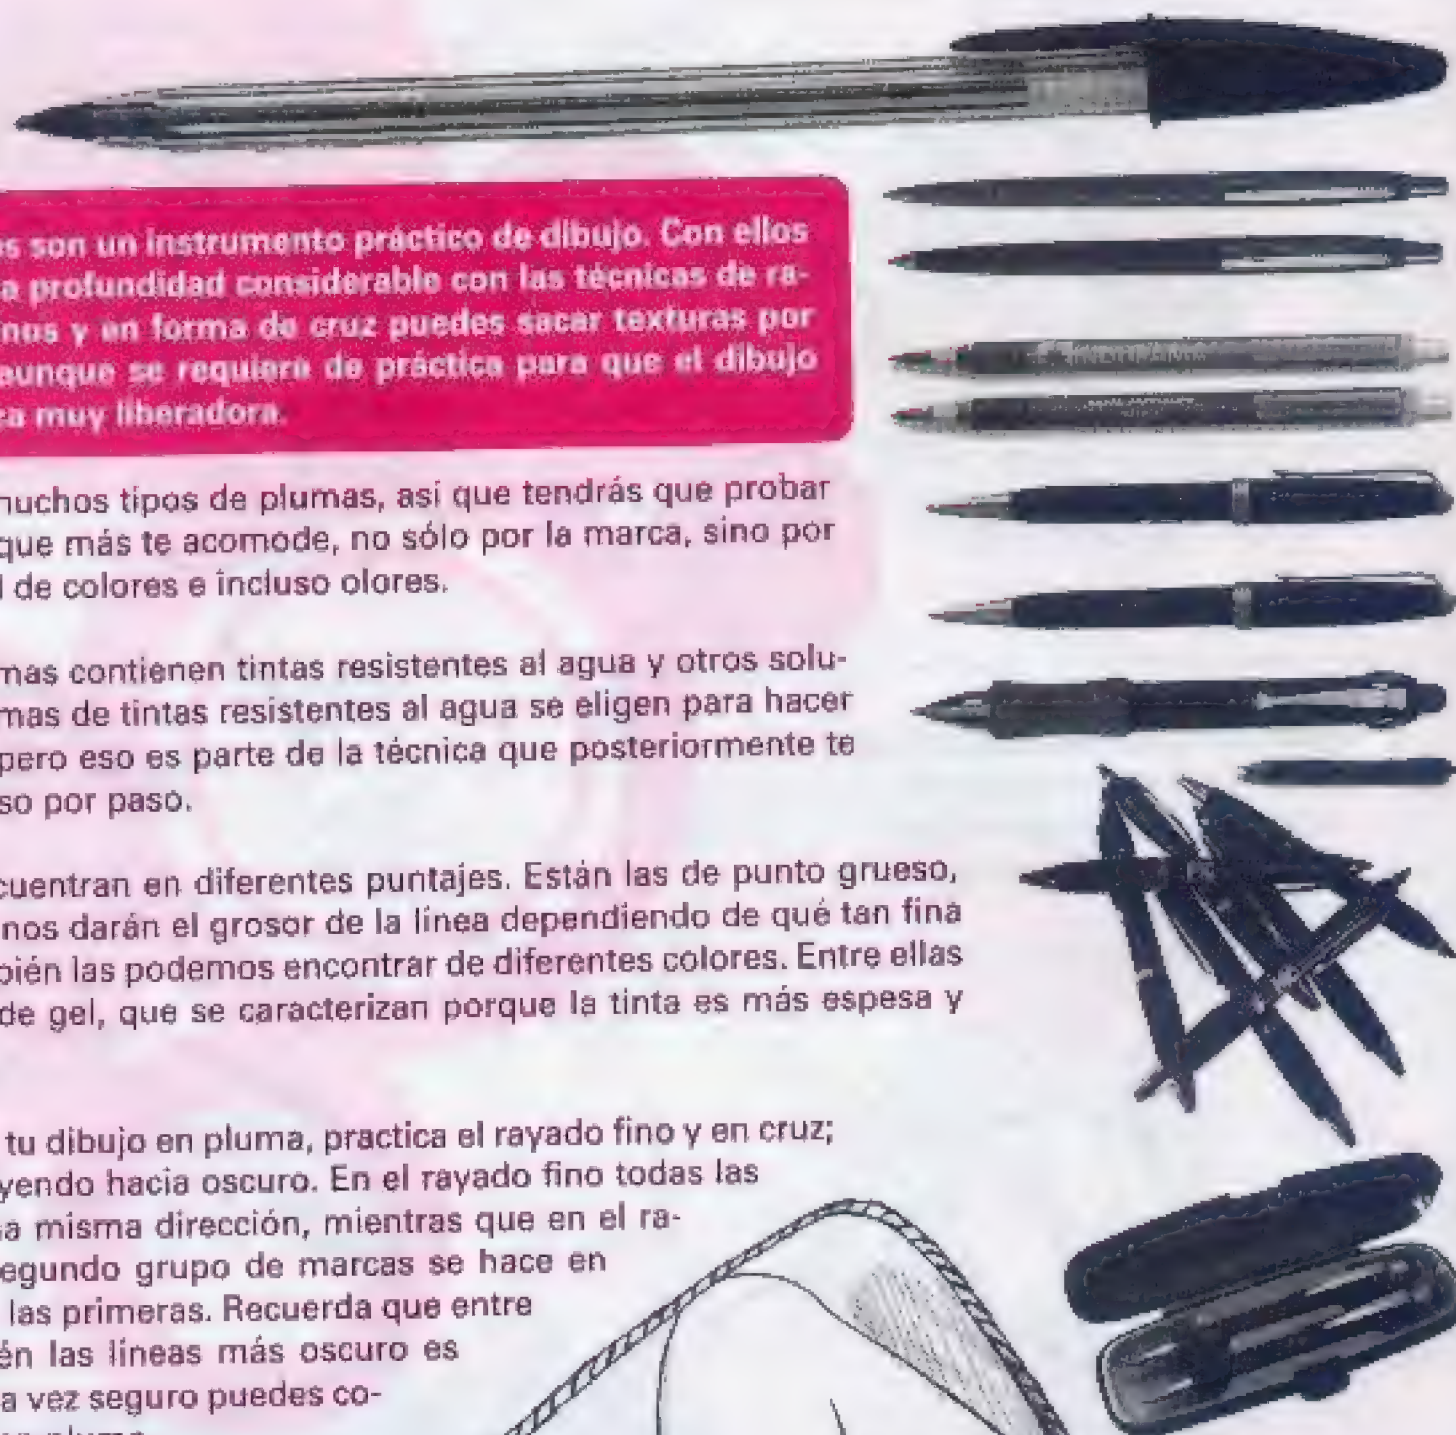 s son un instrumento práctico de dibujo. Con ellos
a profundidad considerable con las técnicas de ra-
nos y en forma de cruz puedes sacar texturas por
aunque se requiera de práctica para que el dibujo
ca muy liberadora.
muchos tipos de plumas, así que tendrás que probar
que más te acomode, no sólo por la marca, sino por
de colores e incluso olores.
mas contienen tintas resistentes al agua y otros solu-
mas de tintas resistentes al agua se eligen para hacer
pero eso es parte de la técnica que posteriormente te
so por paso.
cuentran en diferentes puntajes. Están las de punto grueso,
nos darán el grosor de la línea dependiendo de qué tan fina
bién las podemos encontrar de diferentes colores. Entre ellas
de gel, que se caracterizan porque la tinta es más espesa y
tu dibujo en pluma, practica el rayado fino y en cruz;
yendo hacia oscuro. En el rayado fino todas las
a misma dirección, mientras que en el ra-
egundo grupo de marcas se hace en
las primeras. Recuerda que entre
én las líneas más oscuro es
a vez seguro puedes co-